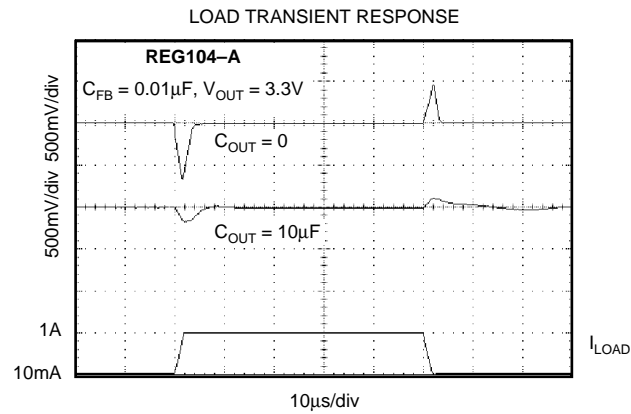 LOAD TRANSIENT RESPONSE
REG104–A
C_FB = 0.01µF, V_OUT = 3.3V
500mV/div
C_OUT = 0
500mV/div
C_OUT = 10µF
1A
I_LOAD
10mA
10µs/div